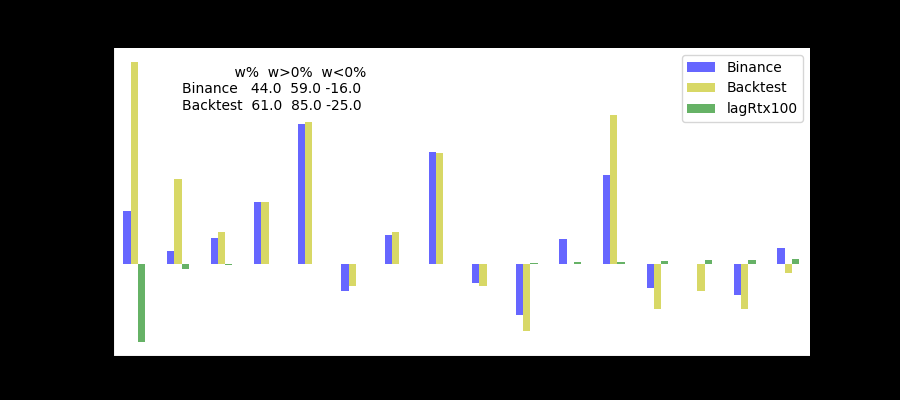 w% w>0% w<0%
Binance 44.0 59.0 -16.0
Backtest 61.0 85.0 -25.0
Binance
Backtest
lagRtx100